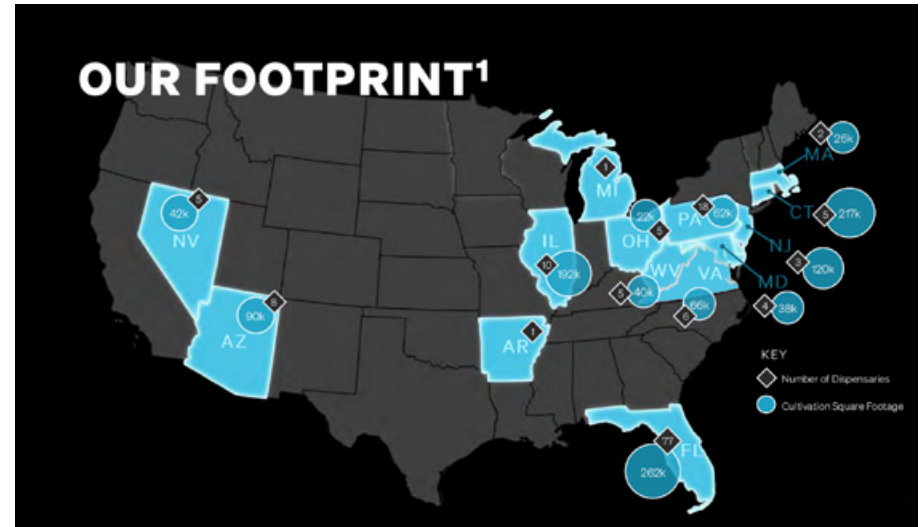 OUR FOOTPRINT¹
2 26k
MA
1
MI
CT
5 217k
5
42k
NV
18
PA 62k
22k
OH 5
NJ
IL
10 192k
WV
VA
MD
3 120k
5 40k
66k
6
4 38k
8
90k
AZ
1
AR
KEY
Number of Dispensaries
Cultivation Square Footage
77
FL
262k